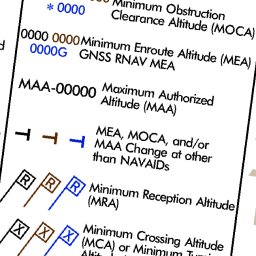 Minimum Obstruction
* 0000 Clearance Altitude (MOCA)
0000 0000 Minimum Enroute Altitude (MEA)
0000G GNSS RNAV MEA
MAA-00000 Maximum Authorized
Altitude (MAA)
MEA, MOCA, and/or
MAA Change at other
than NAVAIDs
R R R Minimum Reception Altitude
(MRA)
X X X Minimum Crossing Altitude
(MCA) or Minimum